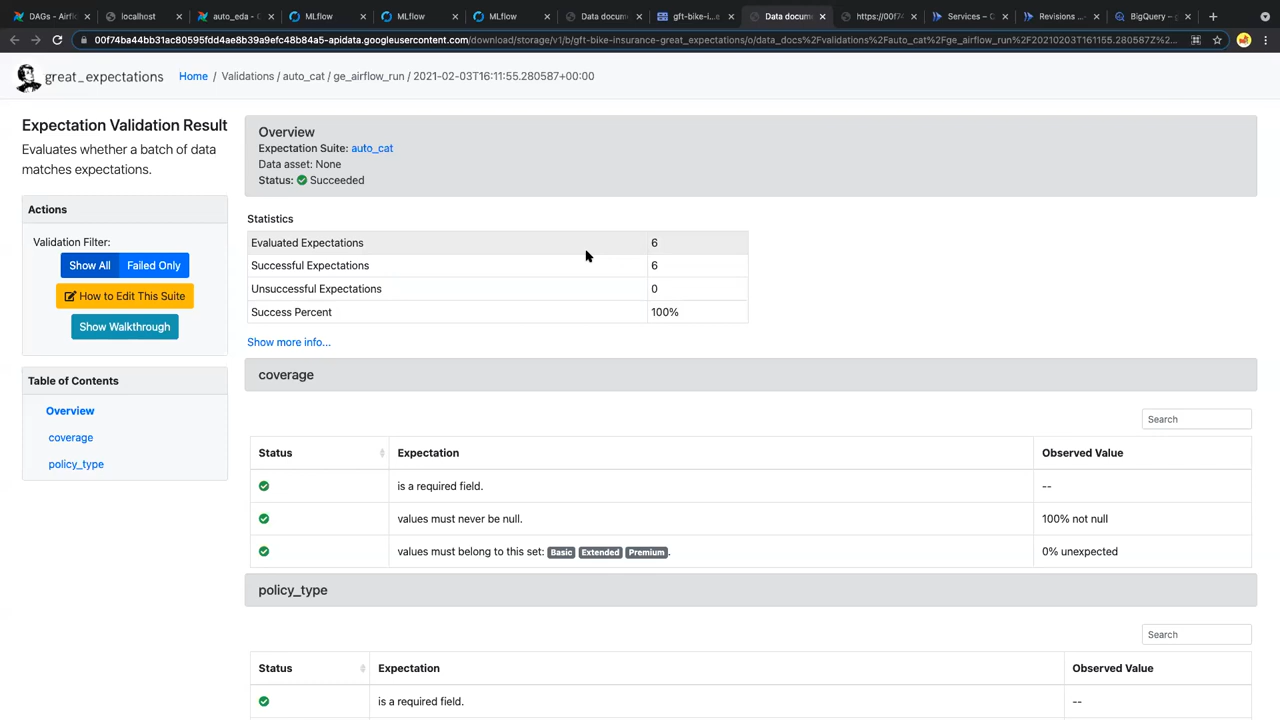 DAGs - Airfl
localhost
auto_eda -
MLflow
MLflow
MLflow
Data docum
gft-bike-i...e
Data docum
https://00f74
Services –
Revisions ...
BigQuery –
00f74ba44bb31ac80595fdd4ae8b39a9efc48b84a5-apidata.googleusercontent.com/download/storage/v1/b/gft-bike-insurance-great_expectations/o/data_docs%2Fvalidations%2Fauto_cat%2Fge_airflow_run%2F20210203T161155.280587Z%2...
great_expectations
Home / Validations / auto_cat / ge_airflow_run / 2021-02-03T16:11:55.280587+00:00
Expectation Validation Result
Evaluates whether a batch of data
matches expectations.
Actions
Validation Filter:
Show All
Failed Only
How to Edit This Suite
Show Walkthrough
Table of Contents
Overview
coverage
policy_type
Overview
Expectation Suite: auto_cat
Data asset: None
Status: Succeeded
Statistics
Evaluated Expectations 6
Successful Expectations 6
Unsuccessful Expectations 0
Success Percent 100%
Show more info...
coverage
Search
Status Expectation Observed Value
is a required field. --
values must never be null. 100% not null
values must belong to this set: Basic Extended Premium. 0% unexpected
policy_type
Search
Status Expectation Observed Value
is a required field. --